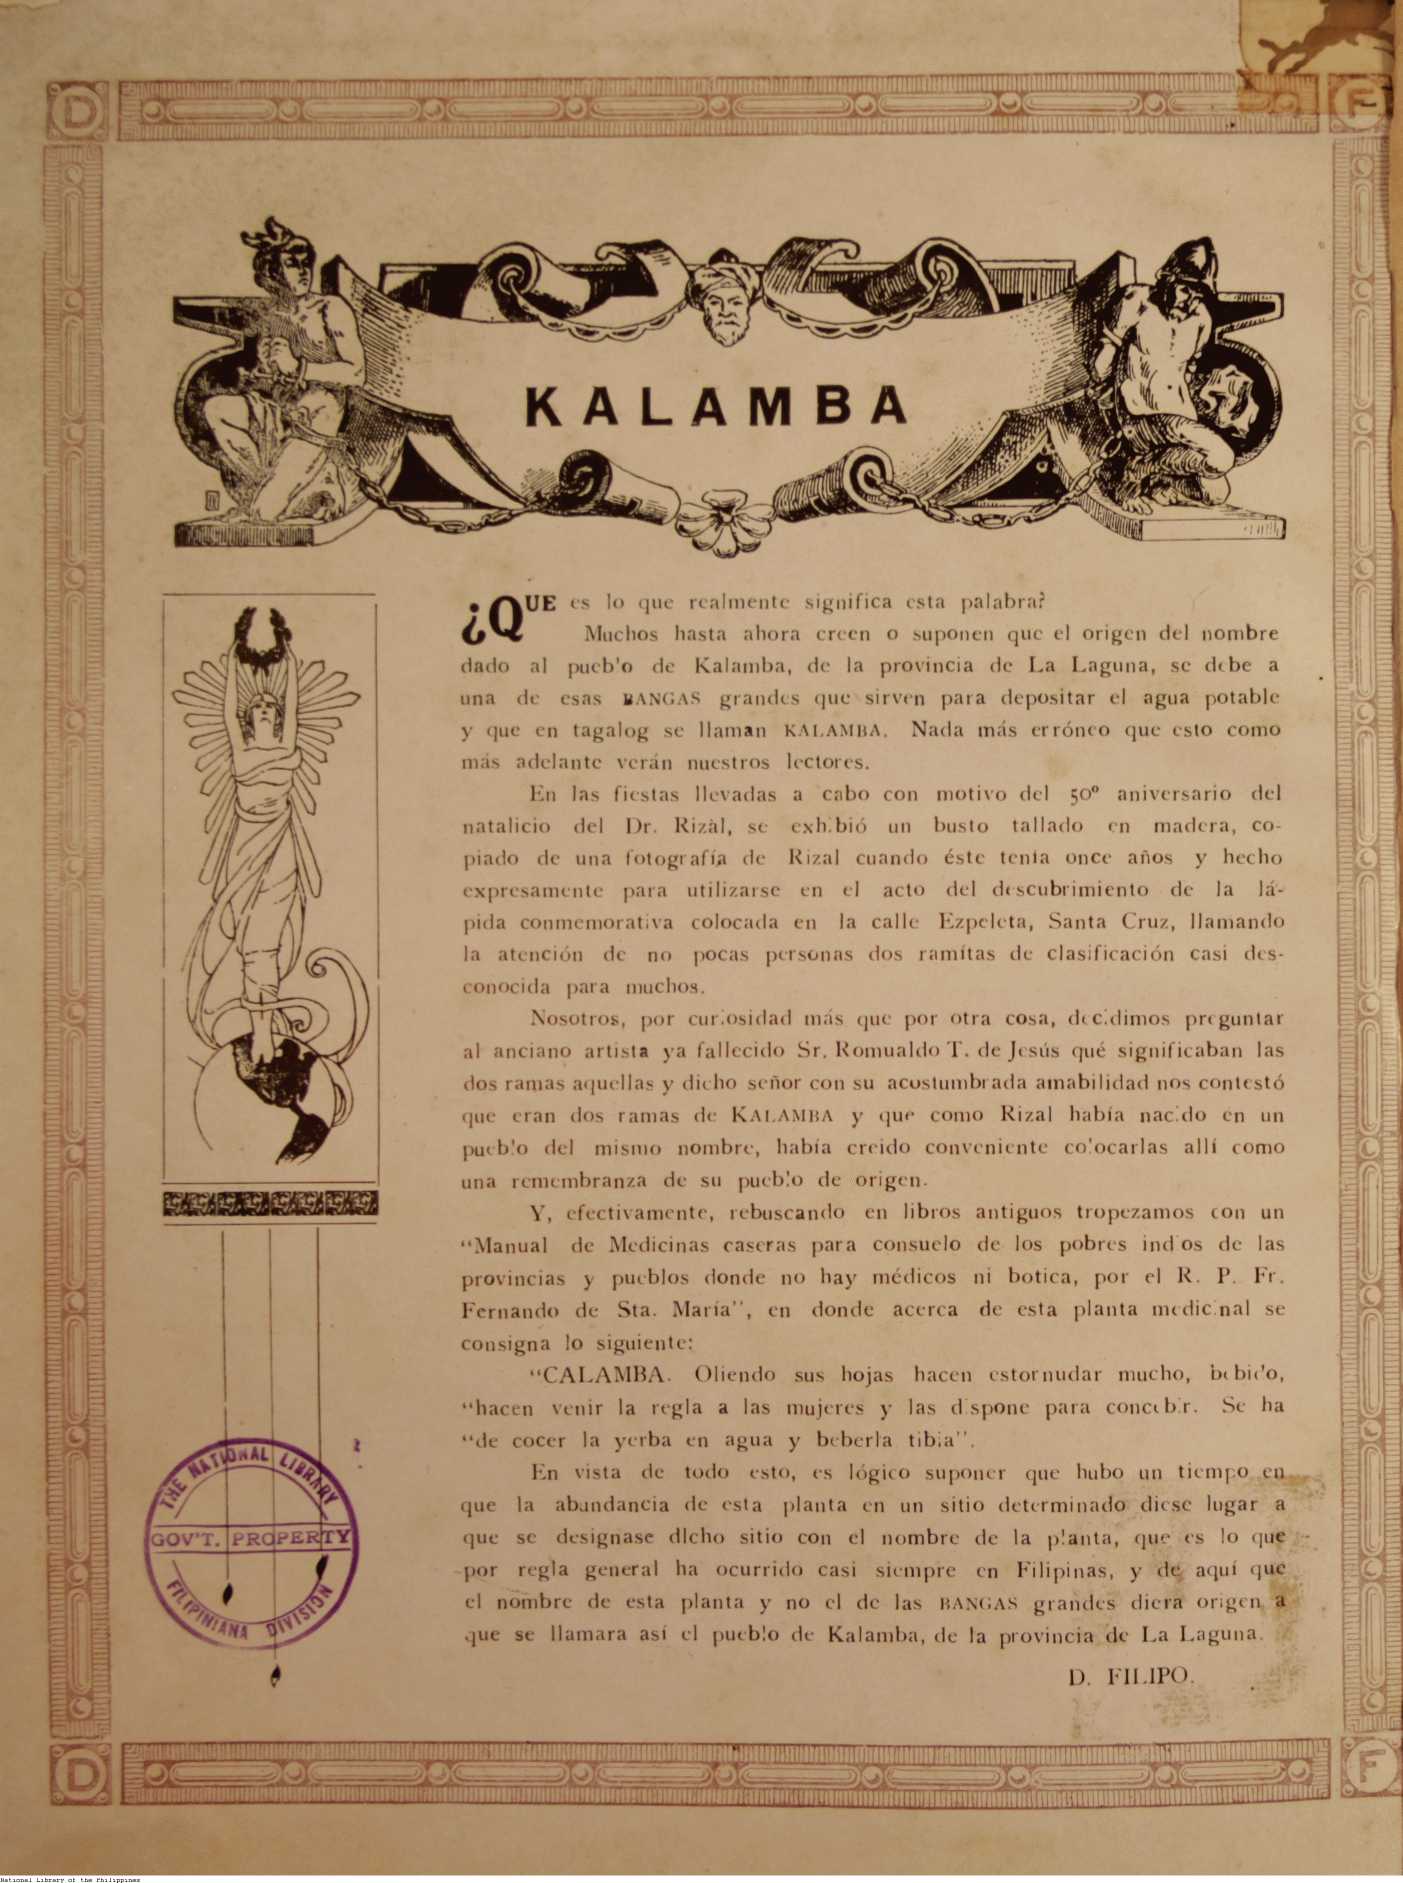 D
F
KALAMBA
¿QUE es lo que realmente significa esta palabra?
Muchos hasta ahora creen o suponen que el origen del nombre
dado al pueblo de Kalamba, de la provincia de La Laguna, se debe a
una de esas BANGAS grandes que sirven para depositar el agua potable
y que en tagalog se llaman KALAMBA. Nada más erróneo que esto como
más adelante verán nuestros lectores.
En las fiestas llevadas a cabo con motivo del 50º aniversario del
natalicio del Dr. Rizàl, se exhibió un busto tallado en madera, co-
piado de una fotografía de Rizal cuando éste tenía once años y hecho
expresamente para utilizarse en el acto del descubrimiento de la lá-
pida conmemorativa colocada en la calle Ezpeleta, Santa Cruz, llamando
la atención de no pocas personas dos ramítas de clasificación casi des-
conocida para muchos.
Nosotros, por curiosidad más que por otra cosa, decidimos preguntar
al anciano artista ya fallecido Sr. Romualdo T. de Jesús qué significaban las
dos ramas aquellas y dicho señor con su acostumbrada amabilidad nos contestó
que eran dos ramas de KALAMBA y que como Rizal había nacido en un
pueblo del mismo nombre, había creido conveniente colocarlas allí como
una remembranza de su pueblo de origen.
Y, efectivamente, rebuscando en libros antiguos tropezamos con un
"Manual de Medicinas caseras para consuelo de los pobres indios de las
provincias y pueblos donde no hay médicos ni botica, por el R. P. Fr.
Fernando de Sta. María", en donde acerca de esta planta medicinal se
consigna lo siguiente:
"CALAMBA. Oliendo sus hojas hacen estornudar mucho, bebido,
"hacen venir la regla a las mujeres y las dispone para concebir. Se ha
"de cocer la yerba en agua y beberla tibia".
En vista de todo esto, es lógico suponer que hubo un tiempo en
que la abundancia de esta planta en un sitio determinado diese lugar a
que se designase dicho sitio con el nombre de la planta, que es lo que
por regla general ha ocurrido casi siempre en Filipinas, y de aquí que
el nombre de esta planta y no el de las BANGAS grandes diera origen a
que se llamara así el pueblo de Kalamba, de la provincia de La Laguna.
D. FILIPO.
THE NATIONAL LIBRARY
GOV'T. PROPERTY
FILIPINIANA DIVISION
D
F
National Library of the Philippines